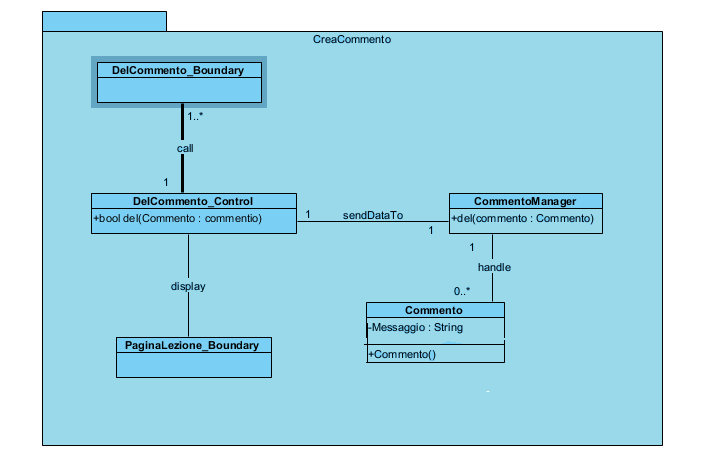 CreaCommento
DelCommento_Boundary
1..*
call
1
DelCommento_Control
+bool del(Commento : commentio)
1
sendDataTo
1
CommentoManager
+del(commento : Commento)
1
handle
0..*
display
Commento
-Messaggio : String
+Commento()
PaginaLezione_Boundary